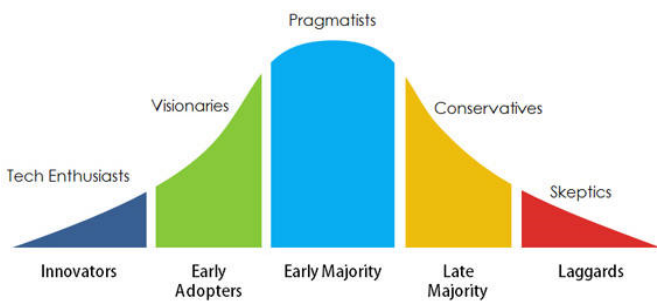 Pragmatists
Visionaries
Conservatives
Tech Enthusiasts
Skeptics
Innovators
Early
Adopters
Early Majority
Late
Majority
Laggards